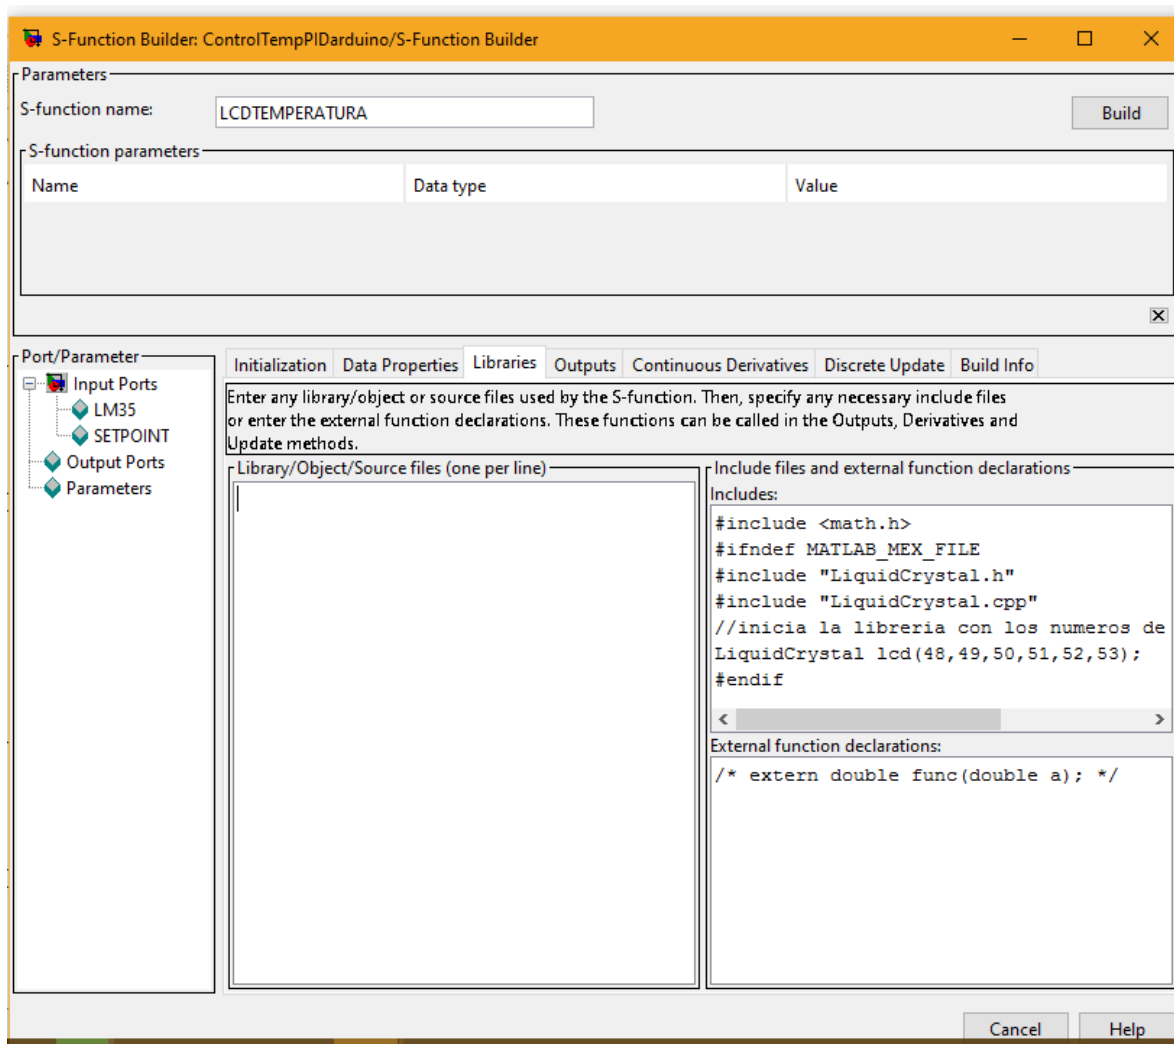 S-Function Builder: ControlTempPIDarduino/S-Function Builder
Parameters
S-function name: LCDTEMPERATURA Build
S-function parameters
Name Data type Value
Port/Parameter
Input Ports
LM35
SETPOINT
Output Ports
Parameters
Initialization Data Properties Libraries Outputs Continuous Derivatives Discrete Update Build Info
Enter any library/object or source files used by the S-function. Then, specify any necessary include files
or enter the external function declarations. These functions can be called in the Outputs, Derivatives and
Update methods.
Library/Object/Source files (one per line)
Include files and external function declarations
Includes:
#include <math.h>
#ifndef MATLAB_MEX_FILE
#include "LiquidCrystal.h"
#include "LiquidCrystal.cpp"
//inicia la libreria con los numeros de
LiquidCrystal lcd(48,49,50,51,52,53);
#endif
External function declarations:
/* extern double func(double a); */
Cancel Help